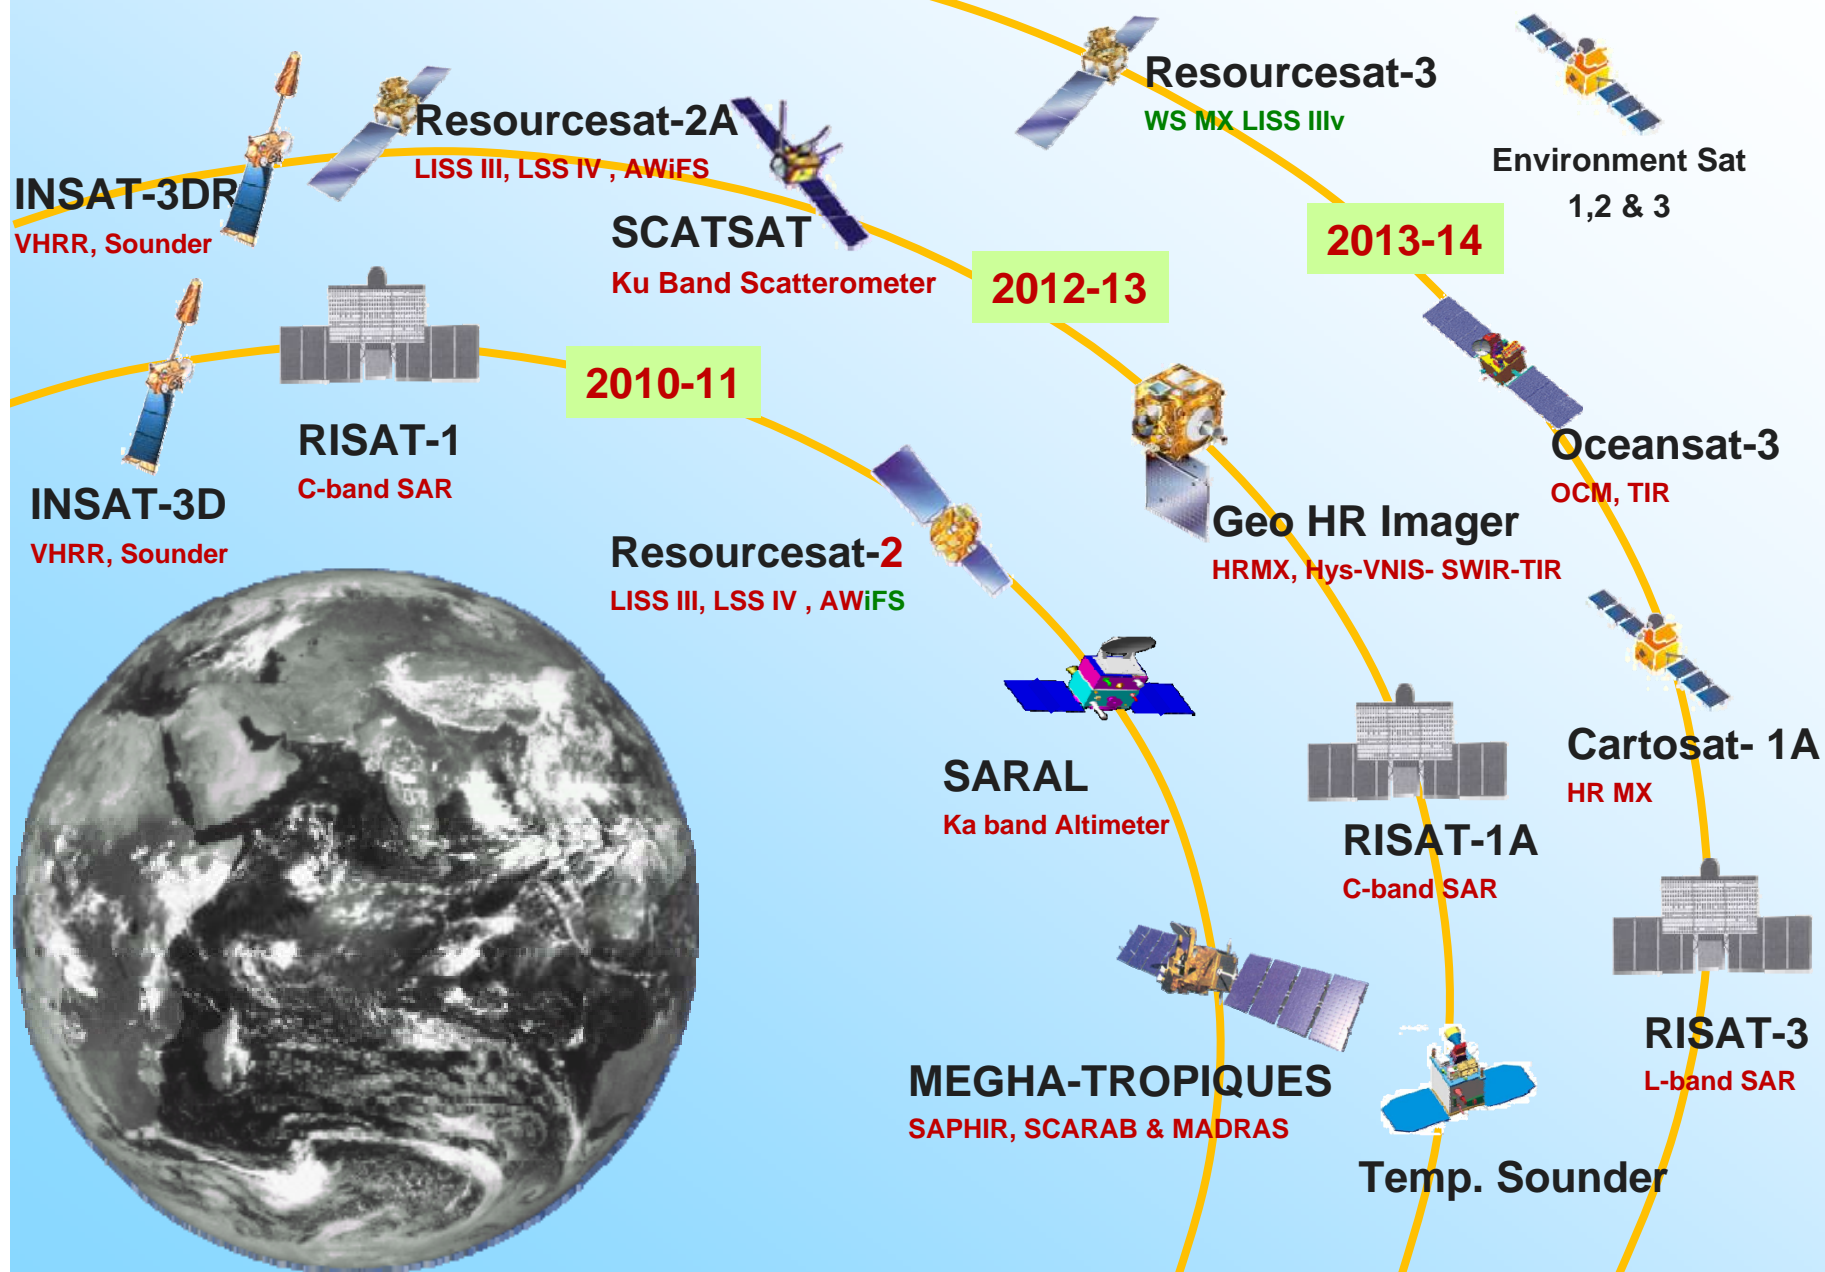 Resourcesat-3
WS MX LISS IIIv
Environment Sat
1,2 & 3
Resourcesat-2A
LISS III, LSS IV , AWiFS
INSAT-3DR
VHRR, Sounder
SCATSAT
Ku Band Scatterometer
2012-13
2013-14
2010-11
RISAT-1
C-band SAR
INSAT-3D
VHRR, Sounder
Oceansat-3
OCM, TIR
Geo HR Imager
HRMX, Hys-VNIS- SWIR-TIR
Resourcesat-2
LISS III, LSS IV , AWiFS
SARAL
Ka band Altimeter
Cartosat- 1A
HR MX
RISAT-1A
C-band SAR
RISAT-3
L-band SAR
MEGHA-TROPIQUES
SAPHIR, SCARAB & MADRAS
Temp. Sounder